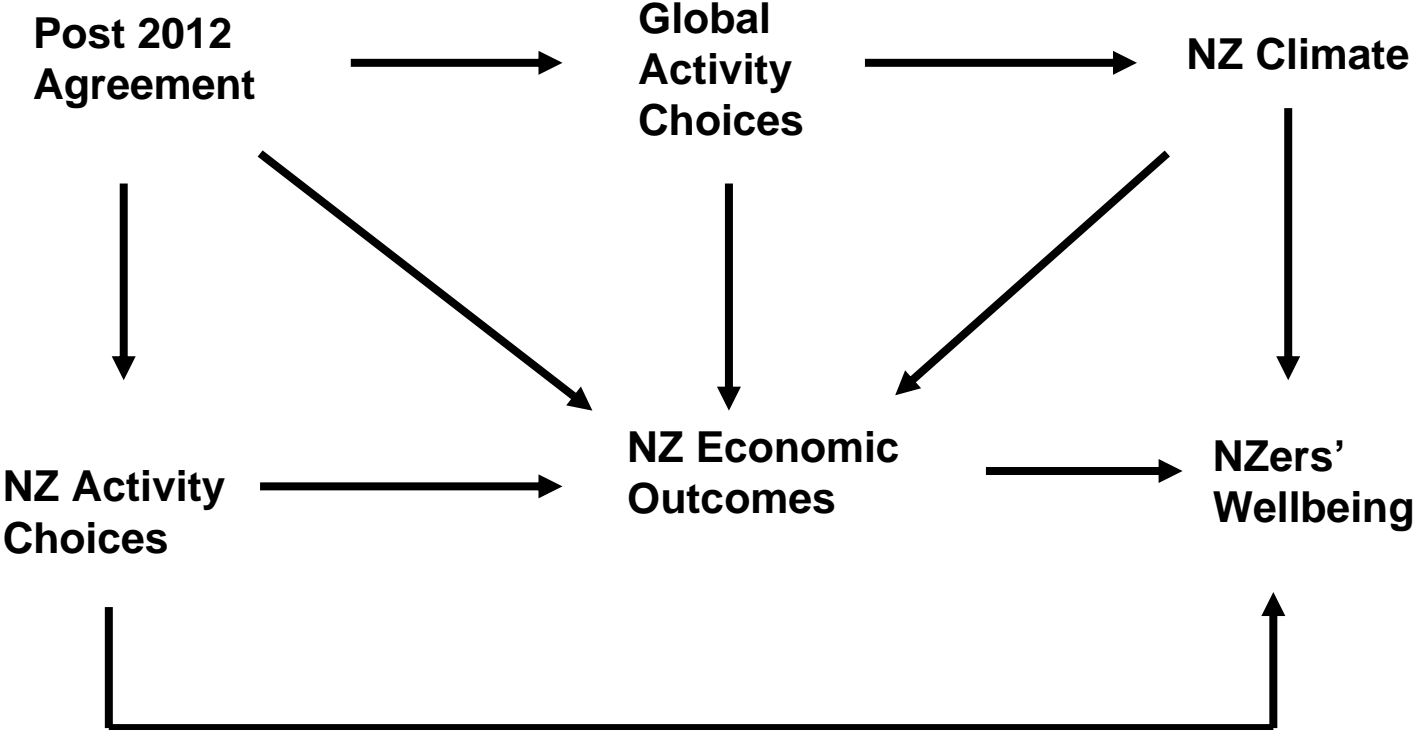 Post 2012
Agreement
Global
Activity
Choices
NZ Climate
NZ Activity
Choices
NZ Economic
Outcomes
NZers’
Wellbeing